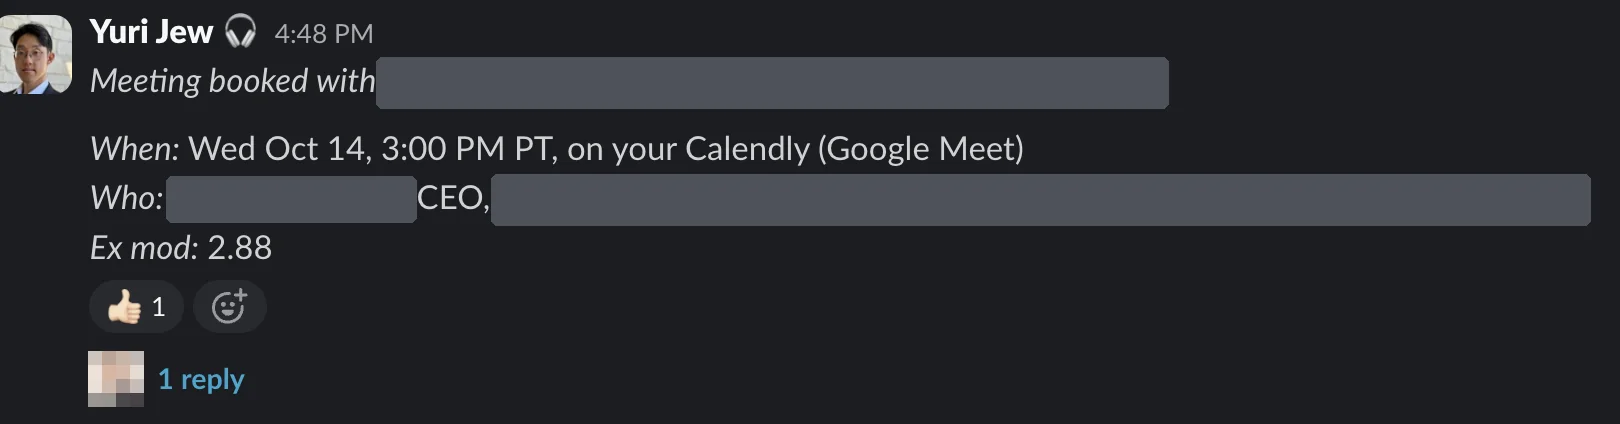 Yuri Jew 4:48 PM
Meeting booked with
When: Wed Oct 14, 3:00 PM PT, on your Calendly (Google Meet)
Who: CEO,
Ex mod: 2.88
1
1 reply